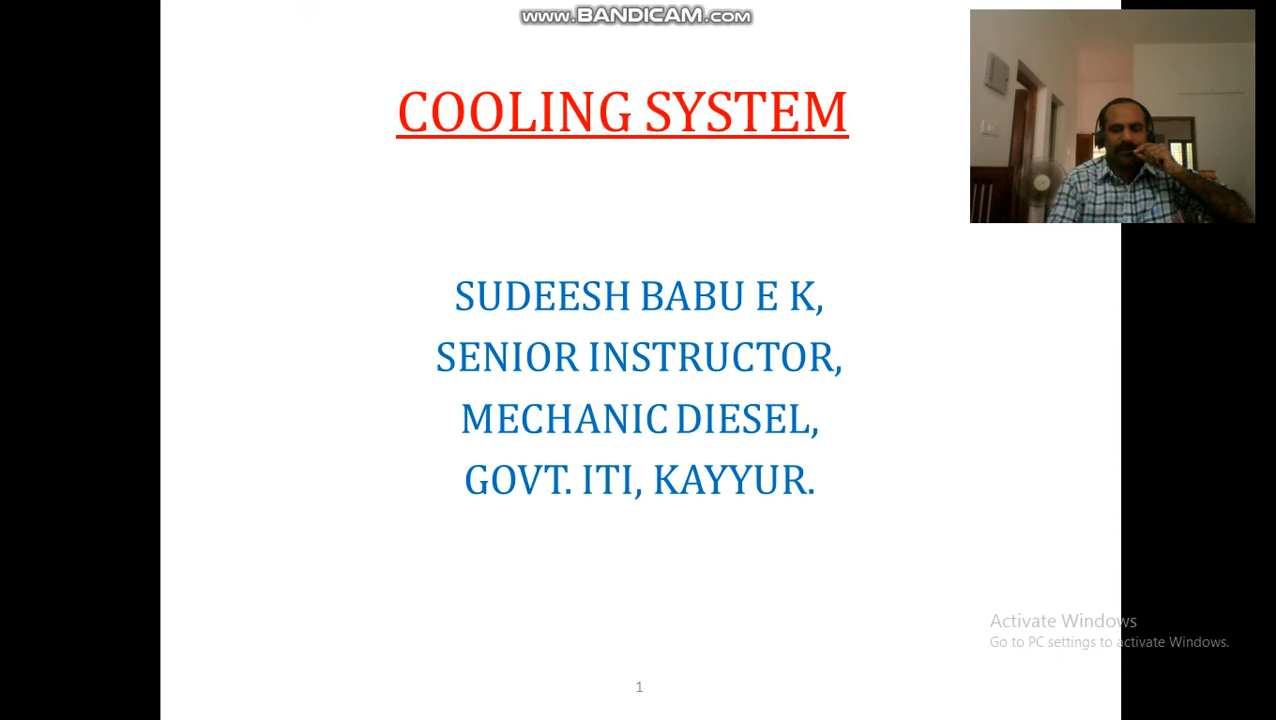 www.BANDICAM.com
COOLING SYSTEM
SUDEESH BABU E K,
SENIOR INSTRUCTOR,
MECHANIC DIESEL,
GOVT. ITI, KAYYUR.
Activate Windows
Go to PC settings to activate Windows.
1